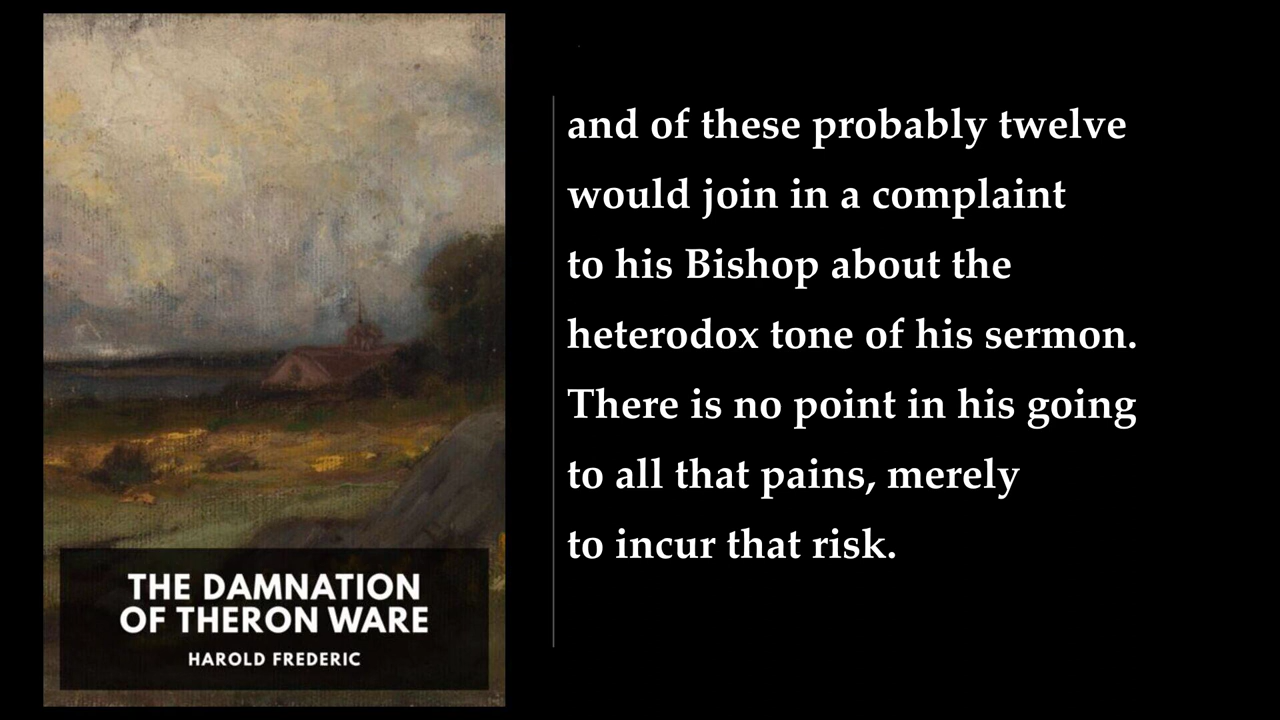 and of these probably twelve
would join in a complaint
to his Bishop about the
heterodox tone of his sermon.
There is no point in his going
to all that pains, merely
to incur that risk.
THE DAMNATION
OF THERON WARE
HAROLD FREDERIC